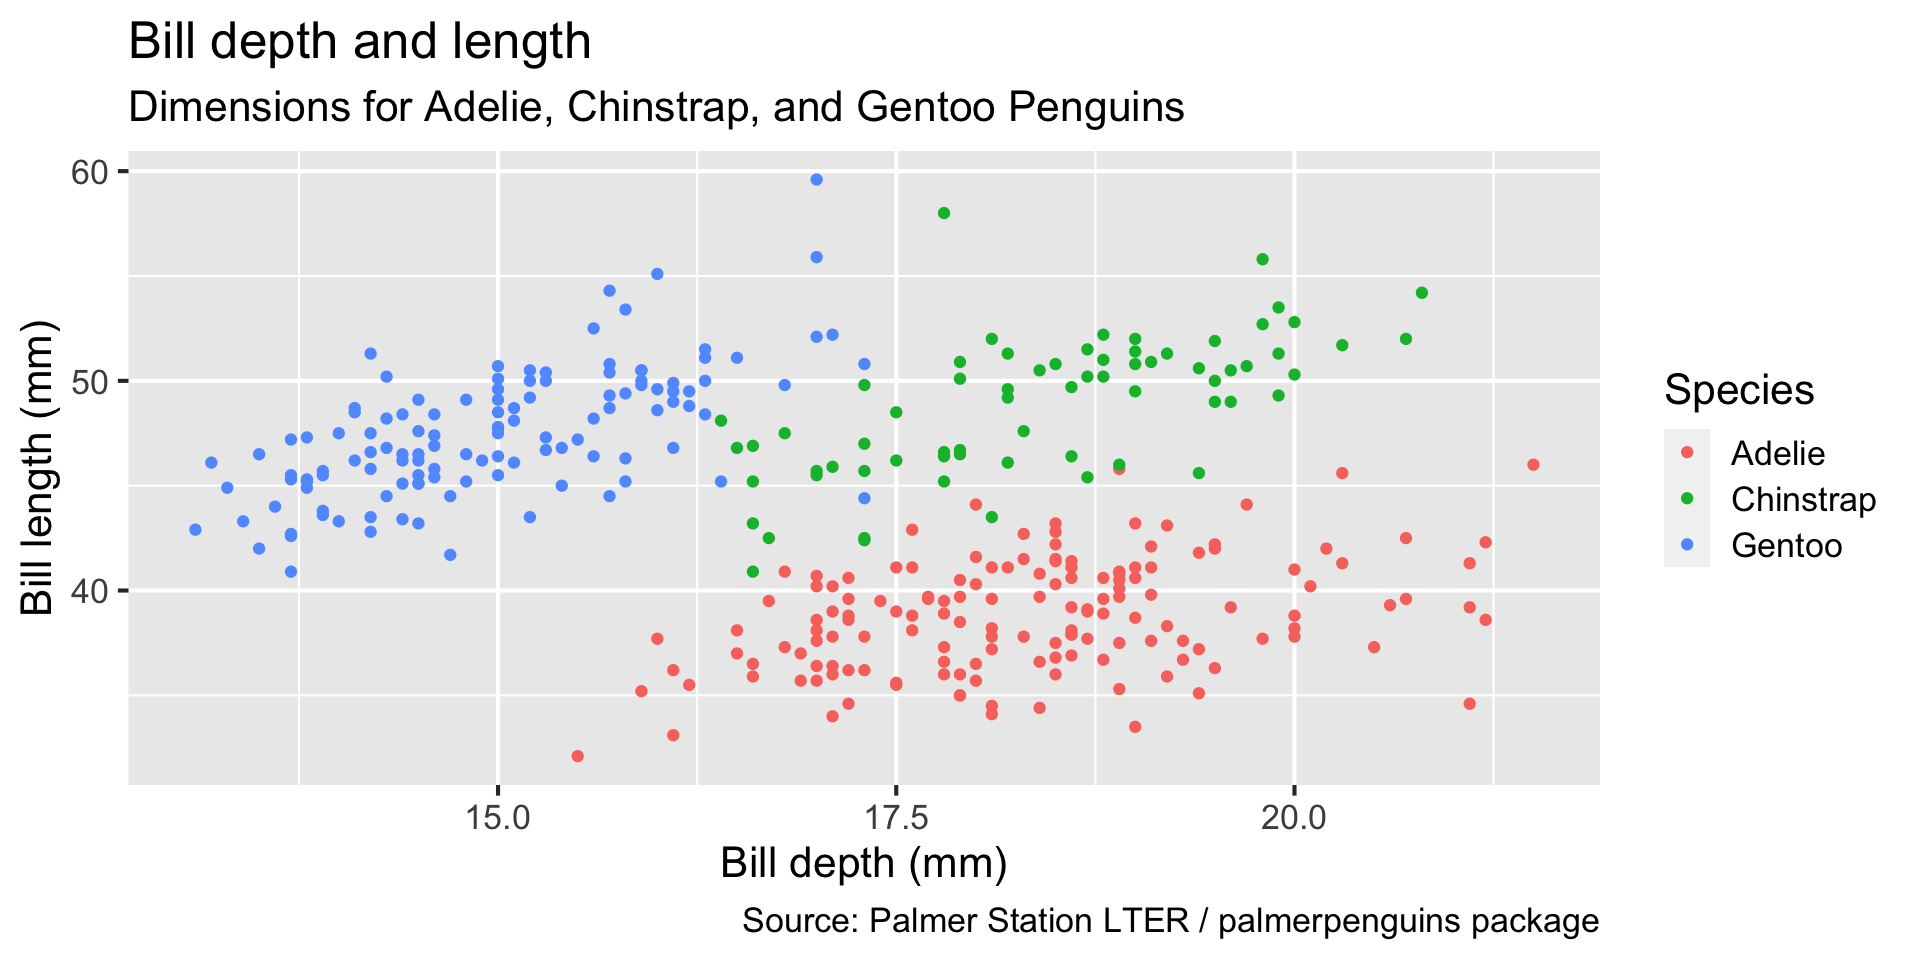 Bill depth and length
Dimensions for Adelie, Chinstrap, and Gentoo Penguins
60
50
40
Bill length (mm)
15.0
17.5
20.0
Bill depth (mm)
Species
Adelie
Chinstrap
Gentoo
Source: Palmer Station LTER / palmerpenguins package